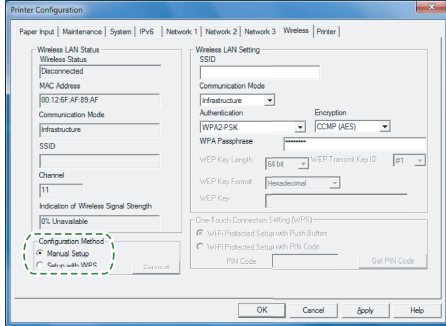 Printer Configuration
Paper Input | Maintenance | System | IPv6 | Network 1 | Network 2 | Network 3 | Wireless | Printer
Wireless LAN Status
Wireless Status
Disconnected
MAC Address
00:12:6F:AF:89:AF
Communication Mode
Infrastructure
SSID
Channel
11
Indication of Wireless Signal Strength
0% Unavailable
Configuration Method
Manual Setup
Setup with WPS
Connect
Wireless LAN Setting
SSID
Communication Mode
Infrastructure
Authentication Encryption
WPA2-PSK CCMP (AES)
WPA Passphrase ********
WEP Key Length 64 bit WEP Transmit Key ID #1
WEP Key Format Hexadecimal
WEP Key
One-Touch Connection Setting (WPS)
Wi-Fi Protected Setup with Push Button
Wi-Fi Protected Setup with PIN Code
PIN Code Get PIN Code
OK Cancel Apply Help